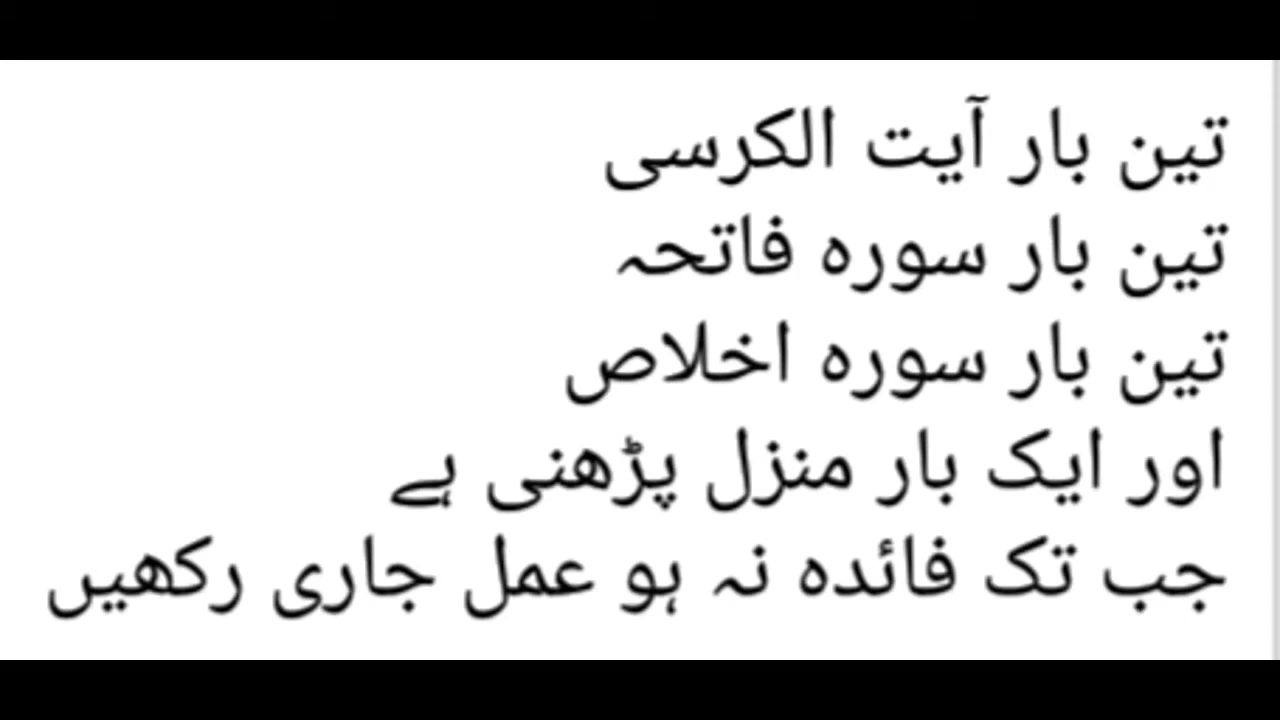 تین بار آیت الکرسی
تین بار سورہ فاتحہ
تین بار سورہ اخلاص
اور ایک بار منزل پڑھنی ہے
جب تک فائدہ نہ ہو عمل جاری رکھیں